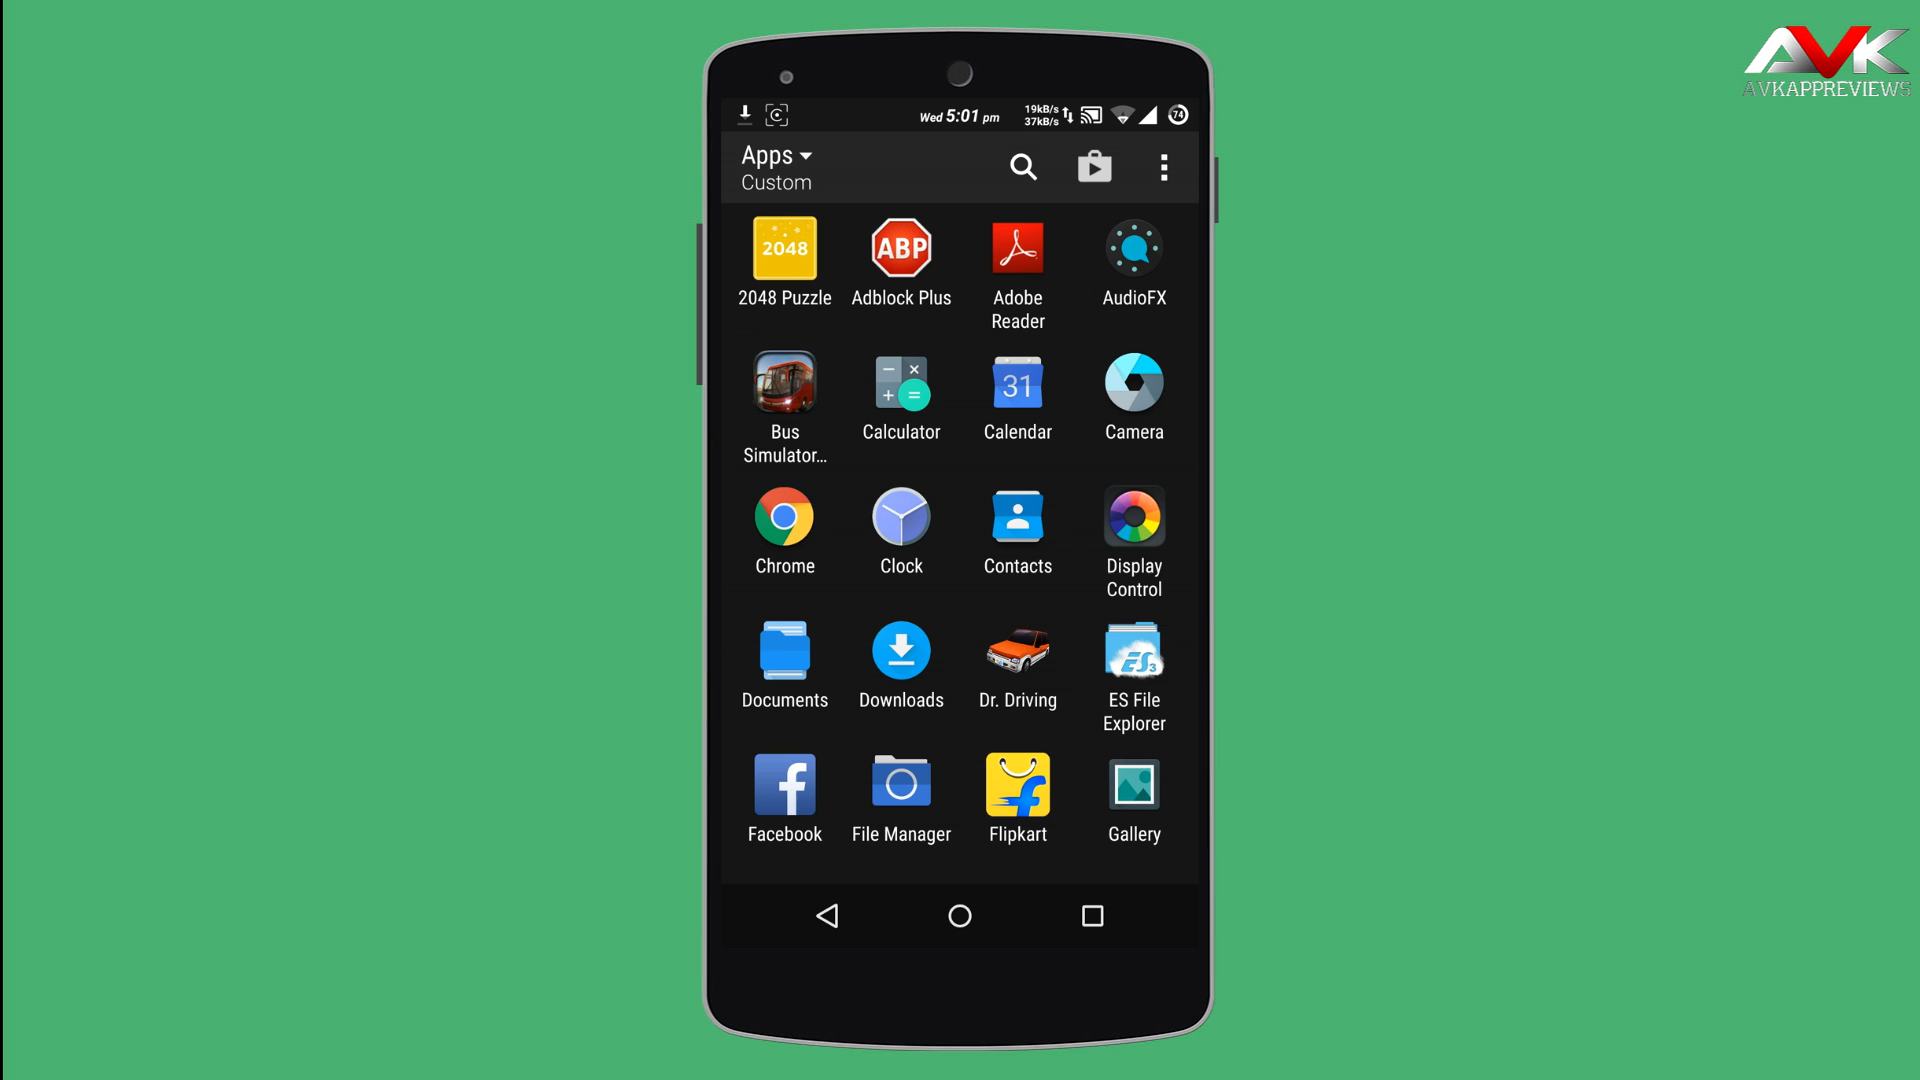 AVK
AVKAPPREVIEWS
Wed 5:01 pm
19kB/s
37kB/s
74
Apps
Custom
2048
ABP
2048 Puzzle
Adblock Plus
Adobe
Reader
AudioFX
31
Bus
Simulator...
Calculator
Calendar
Camera
Chrome
Clock
Contacts
Display
Control
ES3
Documents
Downloads
Dr. Driving
ES File
Explorer
f
f
Facebook
File Manager
Flipkart
Gallery